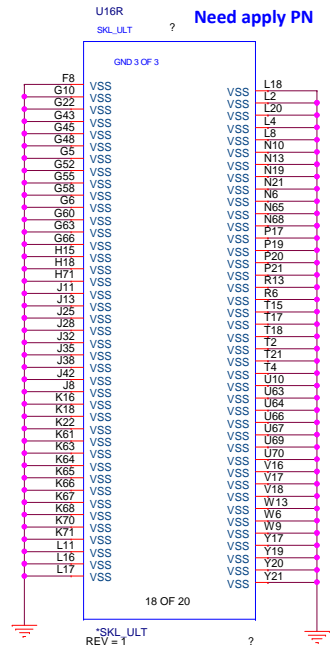 U16R
Need apply PN
SKL_ULT ?
GND 3 OF 3
F8 VSS
G10 VSS
G22 VSS
G43 VSS
G45 VSS
G48 VSS
G5 VSS
G52 VSS
G55 VSS
G58 VSS
G6 VSS
G60 VSS
G63 VSS
G66 VSS
H15 VSS
H18 VSS
H71 VSS
J11 VSS
J13 VSS
J25 VSS
J28 VSS
J32 VSS
J35 VSS
J38 VSS
J42 VSS
J8 VSS
K16 VSS
K18 VSS
K22 VSS
K61 VSS
K63 VSS
K64 VSS
K65 VSS
K66 VSS
K67 VSS
K68 VSS
K70 VSS
K71 VSS
L11 VSS
L16 VSS
L17 VSS
VSS L18
VSS L2
VSS L20
VSS L4
VSS L8
VSS N10
VSS N13
VSS N19
VSS N21
VSS N6
VSS N65
VSS N68
VSS P17
VSS P19
VSS P20
VSS P21
VSS R13
VSS R6
VSS T15
VSS T17
VSS T18
VSS T2
VSS T21
VSS T4
VSS U10
VSS U63
VSS U64
VSS U66
VSS U67
VSS U69
VSS U70
VSS V16
VSS V17
VSS V18
VSS W13
VSS W6
VSS W9
VSS Y17
VSS Y19
VSS Y20
VSS Y21
18 OF 20
*SKL_ULT
REV = 1 ?